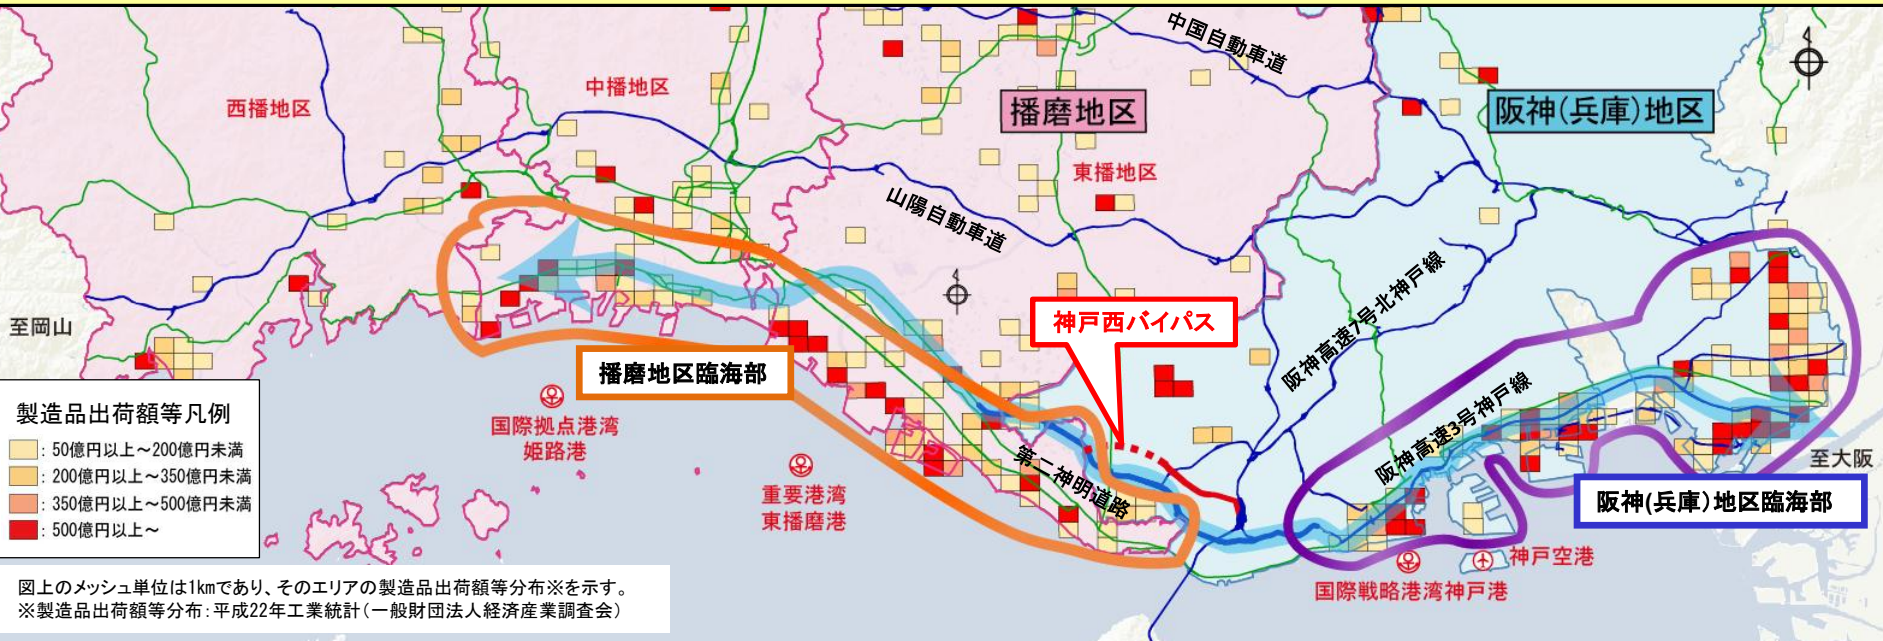 中国自動車道
中播地区
西播地区
播磨地区
阪神(兵庫)地区
東播地区
山陽自動車道
阪神高速7号北神戸線
神戸西バイパス
至岡山
播磨地区臨海部
阪神高速3号神戸線
製造品出荷額等凡例
：50億円以上～200億円未満
：200億円以上～350億円未満
：350億円以上～500億円未満
：500億円以上～
国際拠点港湾
姫路港
第二神明道路
至大阪
重要港湾
東播磨港
阪神(兵庫)地区臨海部
神戸空港
国際戦略港湾神戸港
図上のメッシュ単位は1kmであり、そのエリアの製造品出荷額等分布※を示す。
※製造品出荷額等分布：平成22年工業統計（一般財団法人経済産業調査会）